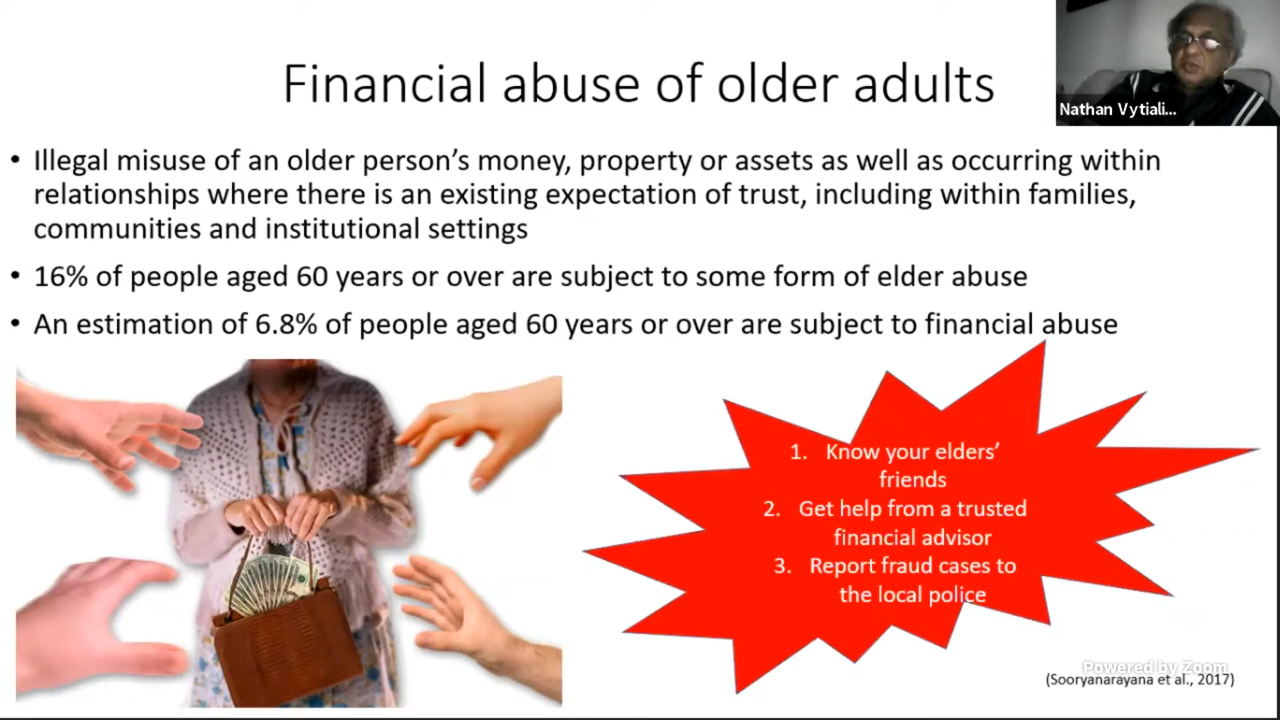 Financial abuse of older adults
Nathan Vytiali...
• Illegal misuse of an older person’s money, property or assets as well as occurring within
relationships where there is an existing expectation of trust, including within families,
communities and institutional settings
• 16% of people aged 60 years or over are subject to some form of elder abuse
• An estimation of 6.8% of people aged 60 years or over are subject to financial abuse
1. Know your elders’
friends
2. Get help from a trusted
financial advisor
3. Report fraud cases to
the local police
Powered by Zoom
(Sooryanarayana et al., 2017)